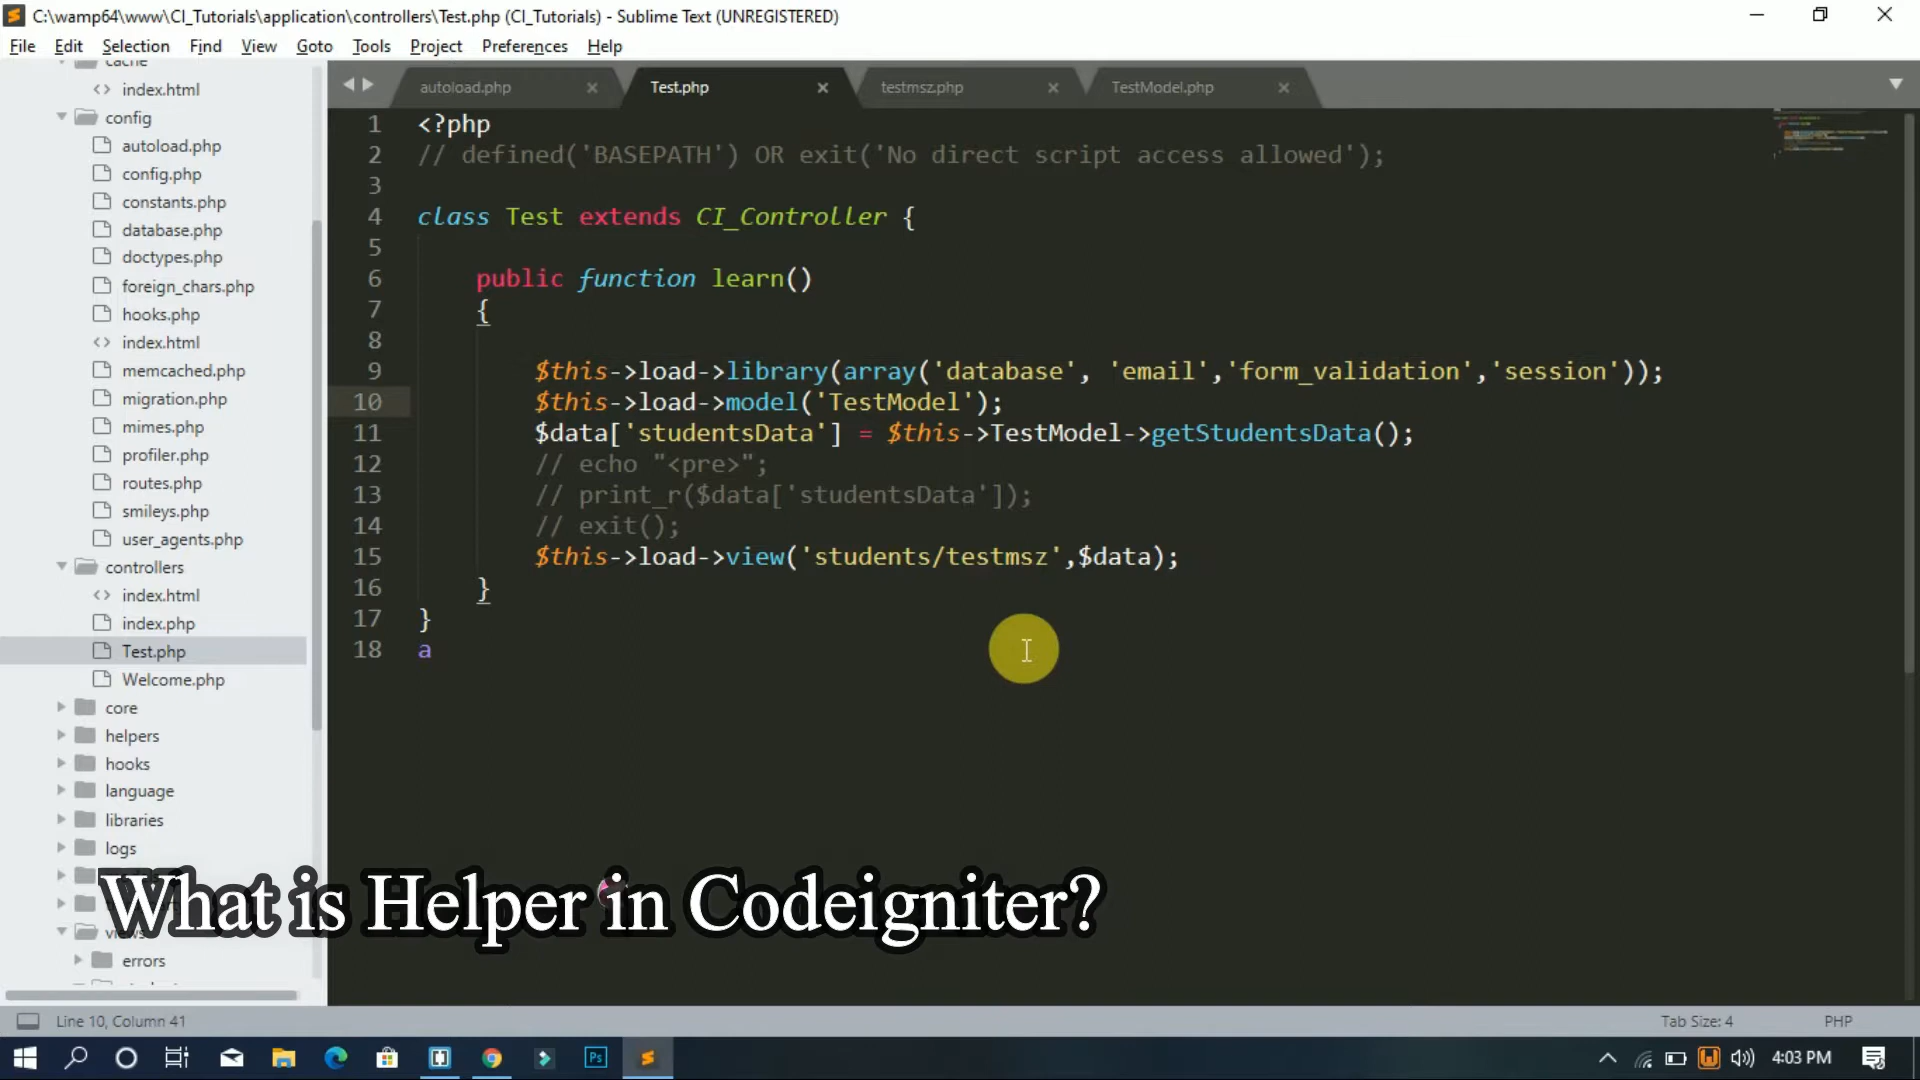 C:\wamp64\www\CI_Tutorials\application\controllers\Test.php (CI_Tutorials) - Sublime Text (UNREGISTERED)
File Edit Selection Find View Goto Tools Project Preferences Help
cache
index.html
config
autoload.php
config.php
constants.php
database.php
doctypes.php
foreign_chars.php
hooks.php
index.html
memcached.php
migration.php
mimes.php
profiler.php
routes.php
smileys.php
user_agents.php
controllers
index.html
index.php
Test.php
Welcome.php
core
helpers
hooks
language
libraries
logs
views
errors
autoload.php Test.php testmsz.php TestModel.php
1 <?php
2 // defined('BASEPATH') OR exit('No direct script access allowed');
3
4 class Test extends CI_Controller {
5
6 public function learn()
7 {
8
9 $this->load->library(array('database', 'email','form_validation','session'));
10 $this->load->model('TestModel');
11 $data['studentsData'] = $this->TestModel->getStudentsData();
12 // echo "<pre>";
13 // print_r($data['studentsData']);
14 // exit();
15 $this->load->view('students/testmsz',$data);
16 }
17 }
18 a
What is Helper in Codeigniter?
Line 10, Column 41 Tab Size: 4 PHP
Ps 4:03 PM